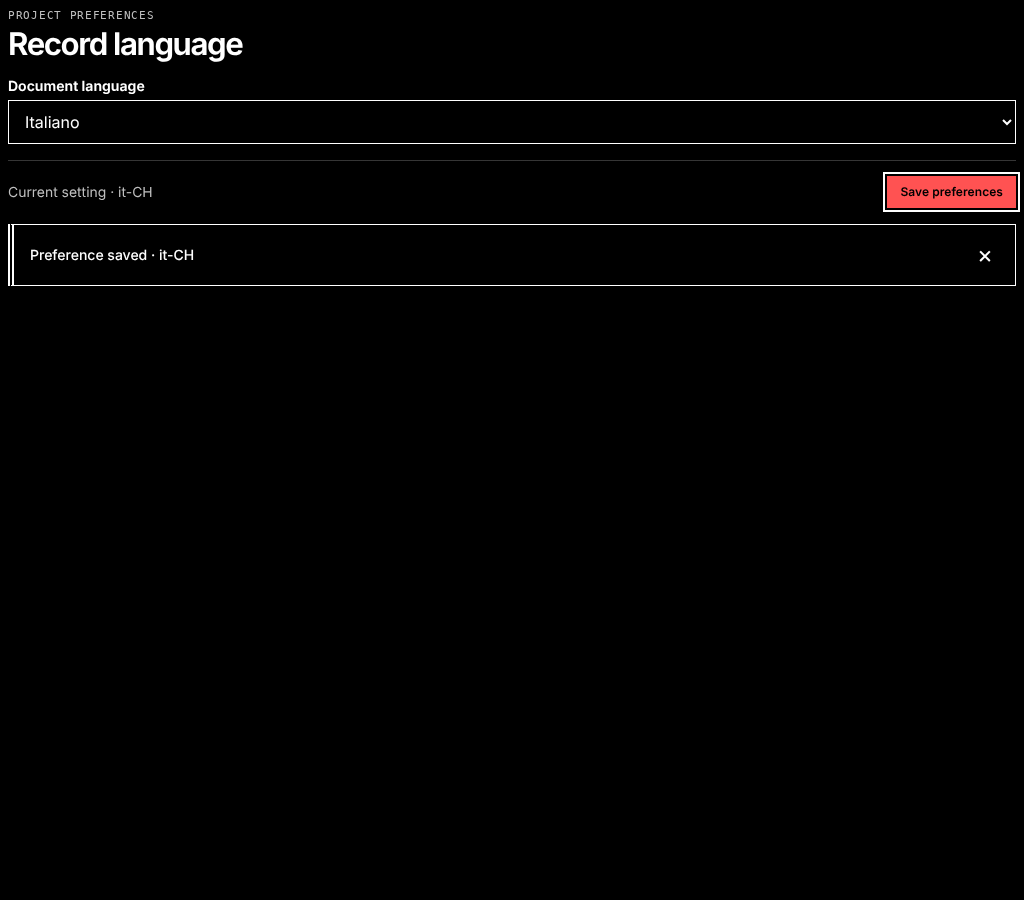 PROJECT PREFERENCES
Record language
Document language
Italiano
Current setting · it-CH
Save preferences
Preference saved · it-CH